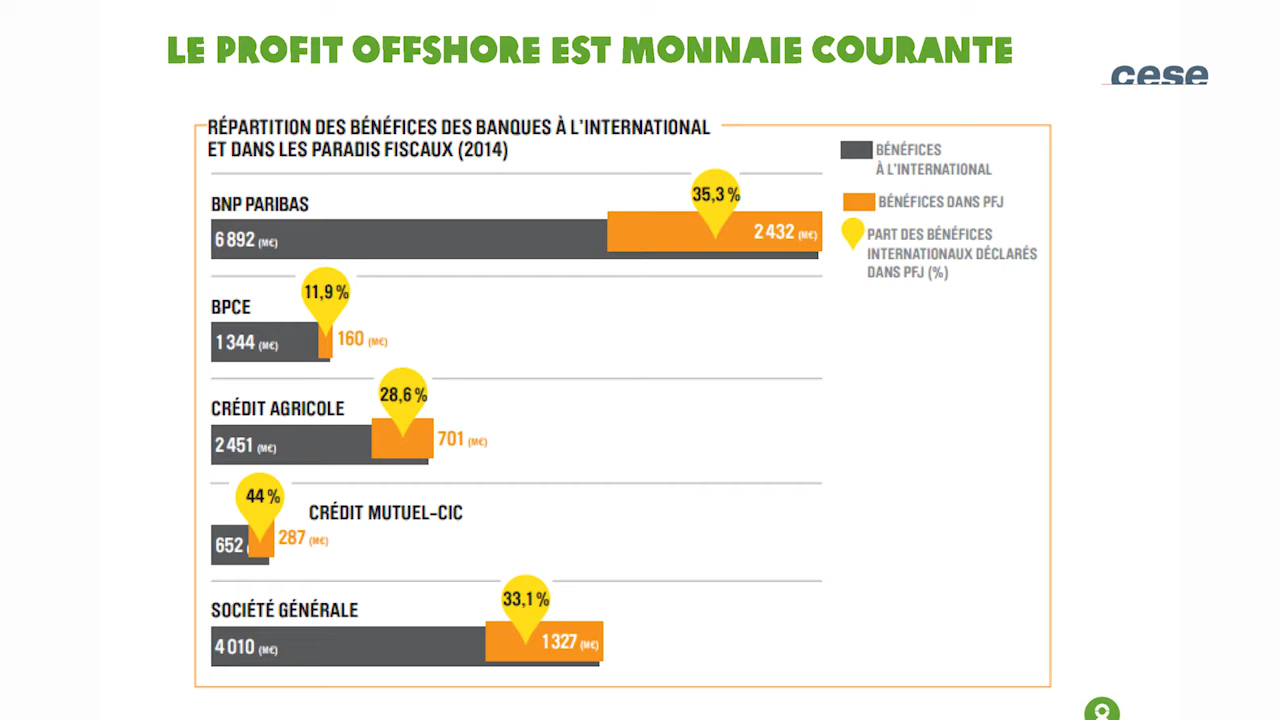 LE PROFIT OFFSHORE EST MONNAIE COURANTE
cese
RÉPARTITION DES BÉNÉFICES DES BANQUES À L'INTERNATIONAL
ET DANS LES PARADIS FISCAUX (2014)
BÉNÉFICES
À L'INTERNATIONAL
BÉNÉFICES DANS PFJ
PART DES BÉNÉFICES
INTERNATIONAUX DÉCLARÉS
DANS PFJ (%)
BNP PARIBAS
35,3 %
6 892 (M€)
2 432 (M€)
BPCE
11,9 %
1 344 (M€)
160 (M€)
CRÉDIT AGRICOLE
28,6 %
2 451 (M€)
701 (M€)
44 %
CRÉDIT MUTUEL-CIC
652
287 (M€)
SOCIÉTÉ GÉNÉRALE
33,1 %
4 010 (M€)
1 327 (M€)